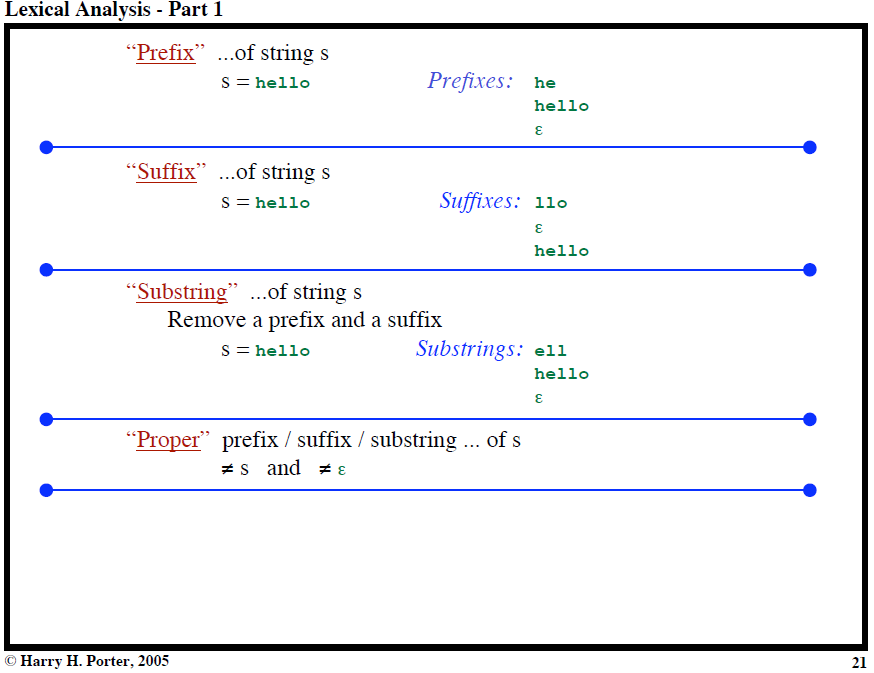 Lexical Analysis - Part 1
“Prefix” ...of string s
s = hello Prefixes: he
hello
ε
“Suffix” ...of string s
s = hello Suffixes: llo
ε
hello
“Substring” ...of string s
Remove a prefix and a suffix
s = hello Substrings: ell
hello
ε
“Proper” prefix / suffix / substring ... of s
≠ s and ≠ ε
© Harry H. Porter, 2005 21